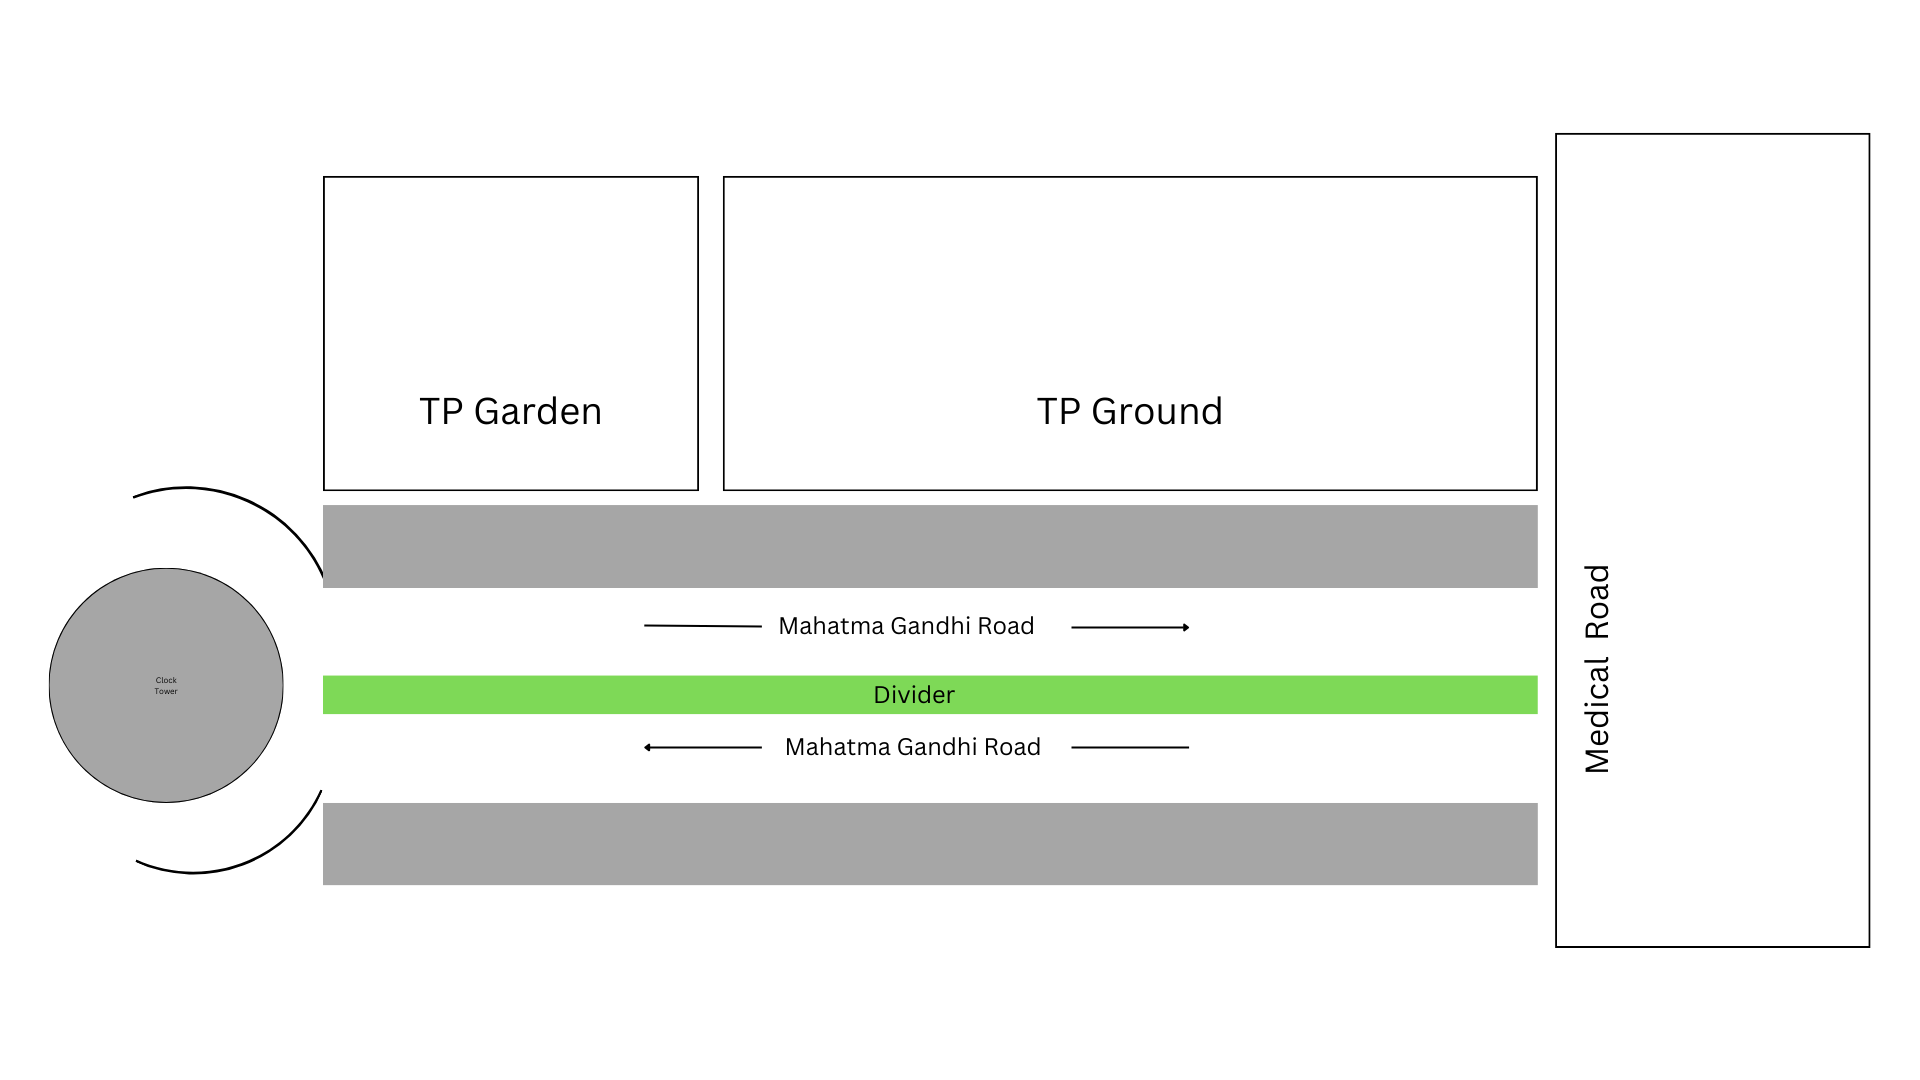 TP Garden
TP Ground
Mahatma Gandhi Road
Clock
Tower
Divider
Mahatma Gandhi Road
Medical Road